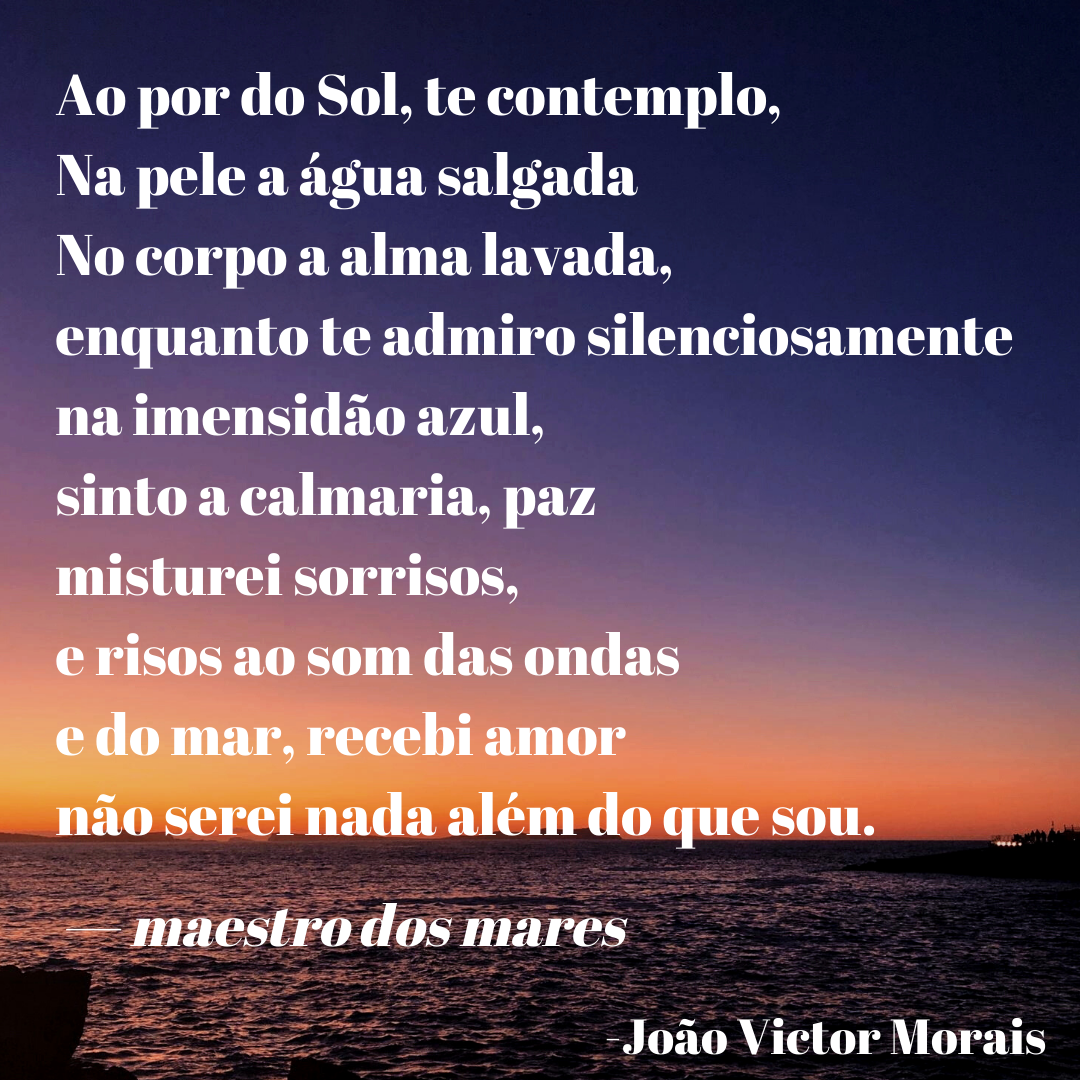 Ao por do Sol, te contemplo,
Na pele a água salgada
No corpo a alma lavada,
enquanto te admiro silenciosamente
na imensidão azul,
sinto a calmaria, paz
misturei sorrisos,
e risos ao som das ondas
e do mar, recebi amor
não serei nada além do que sou.
— maestro dos mares
-João Victor Morais